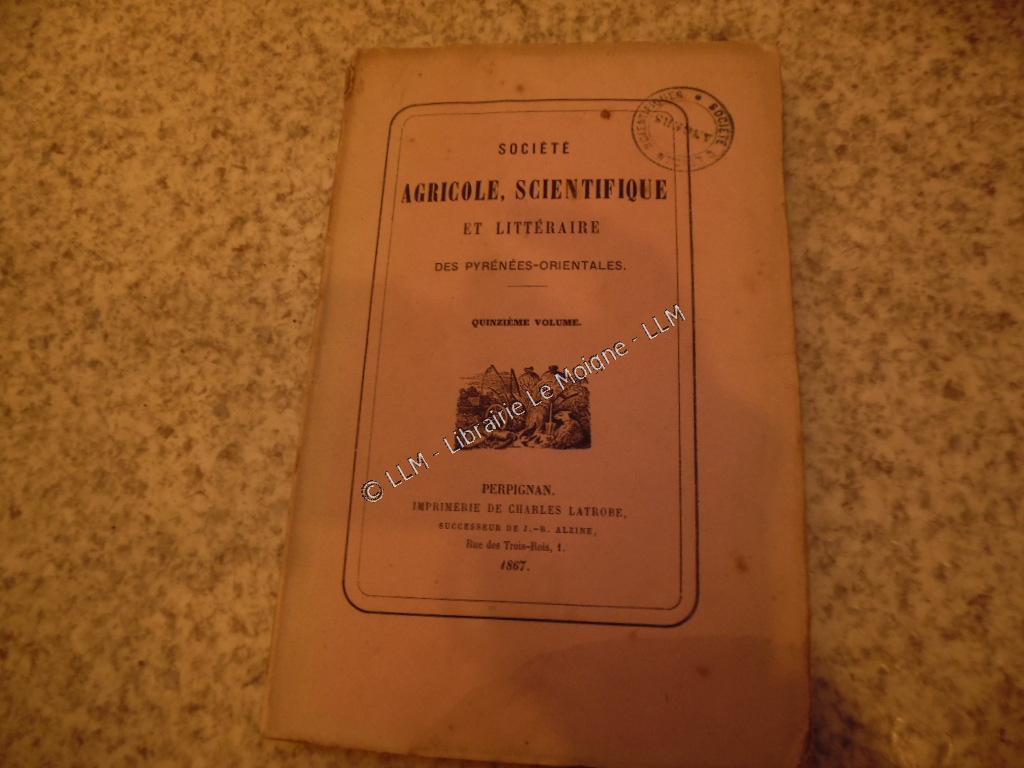 SOCIÉTÉ
AGRICOLE, SCIENTIFIQUE
ET LITTÉRAIRE
DES PYRÉNÉES-ORIENTALES.
QUINZIÈME VOLUME.
PERPIGNAN.
IMPRIMERIE DE CHARLES LATROBE,
SUCCESSEUR DE J.-B. ALZINE,
Rue des Trois-Rois, 1.
1867.
SOCIÉTÉ
© LLM - Librairie Le Moigne - LLM